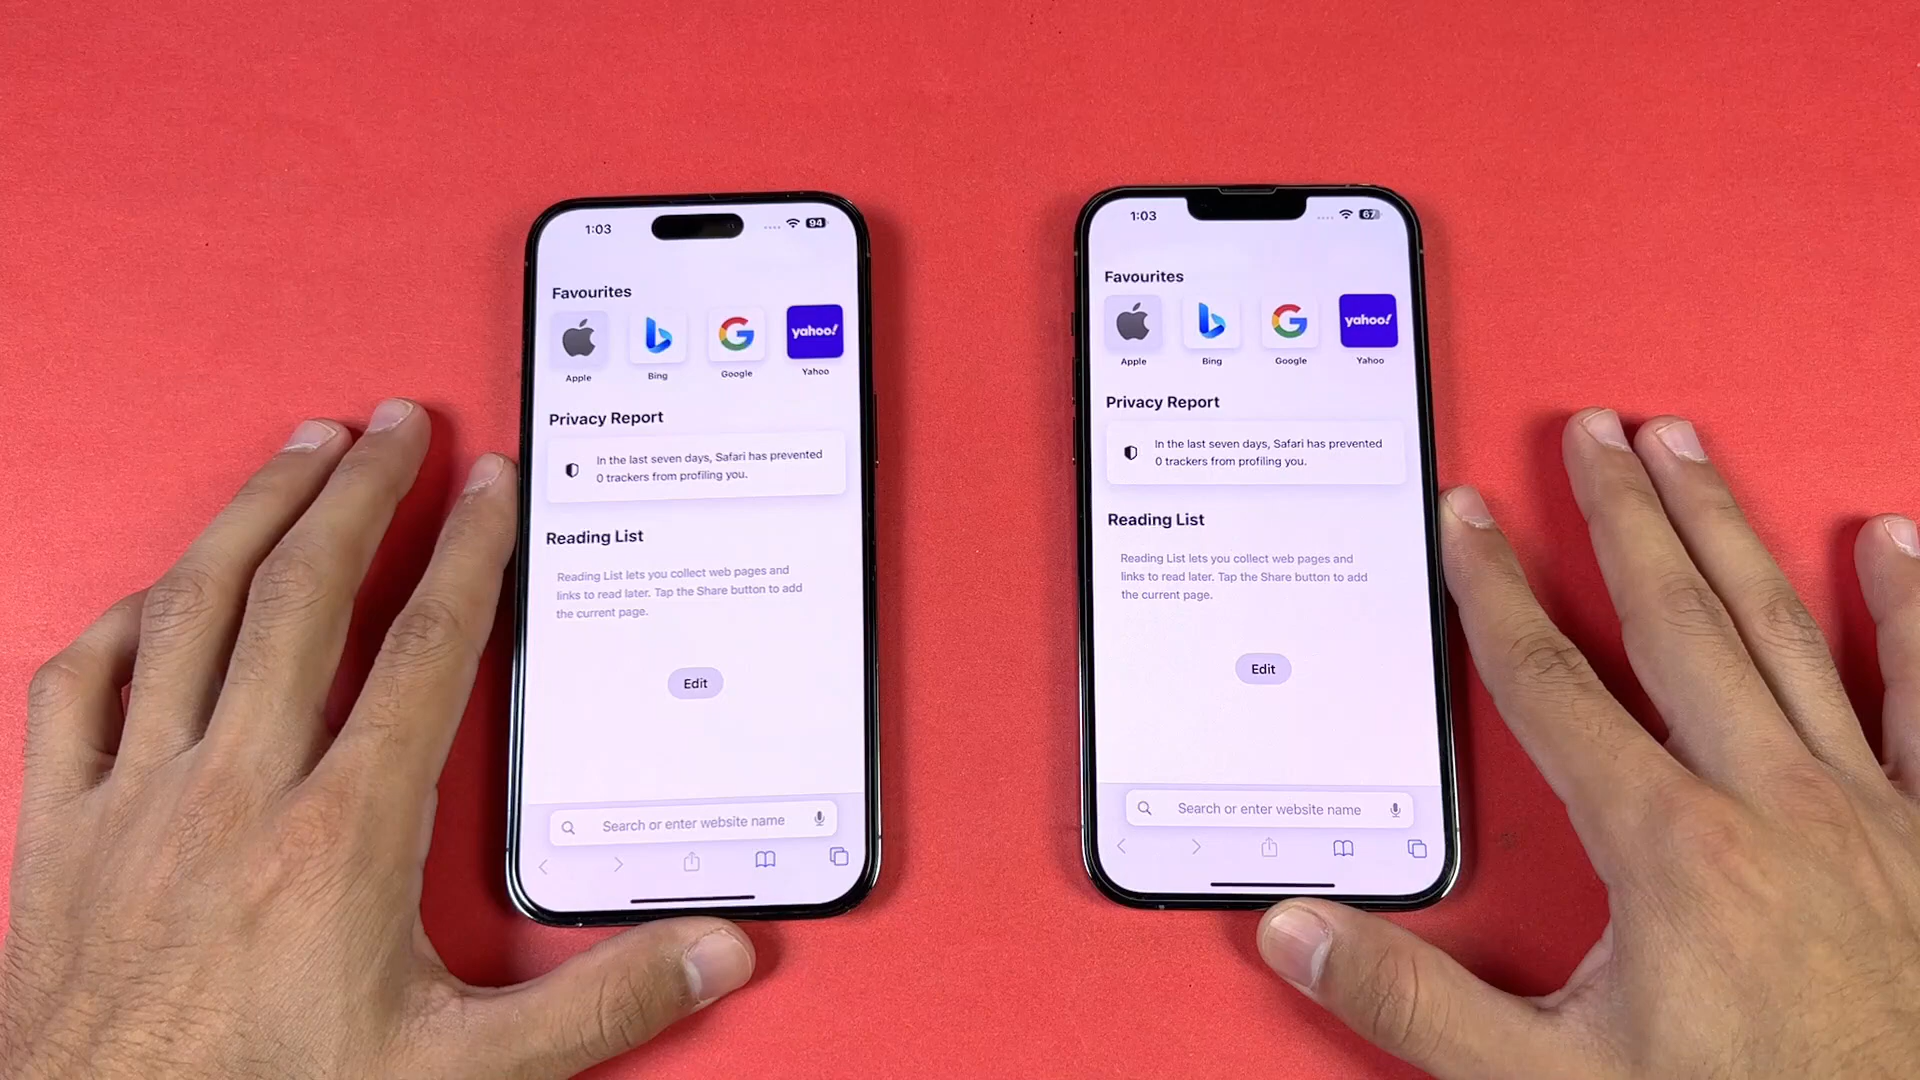 1:03
94
Favourites
yahoo!
Apple
Bing
Google
Yahoo
Privacy Report
In the last seven days, Safari has prevented
0 trackers from profiling you.
Reading List
Reading List lets you collect web pages and
links to read later. Tap the Share button to add
the current page.
Edit
Search or enter website name
1:03
67
Favourites
yahoo!
Apple
Bing
Google
Yahoo
Privacy Report
In the last seven days, Safari has prevented
0 trackers from profiling you.
Reading List
Reading List lets you collect web pages and
links to read later. Tap the Share button to add
the current page.
Edit
Search or enter website name